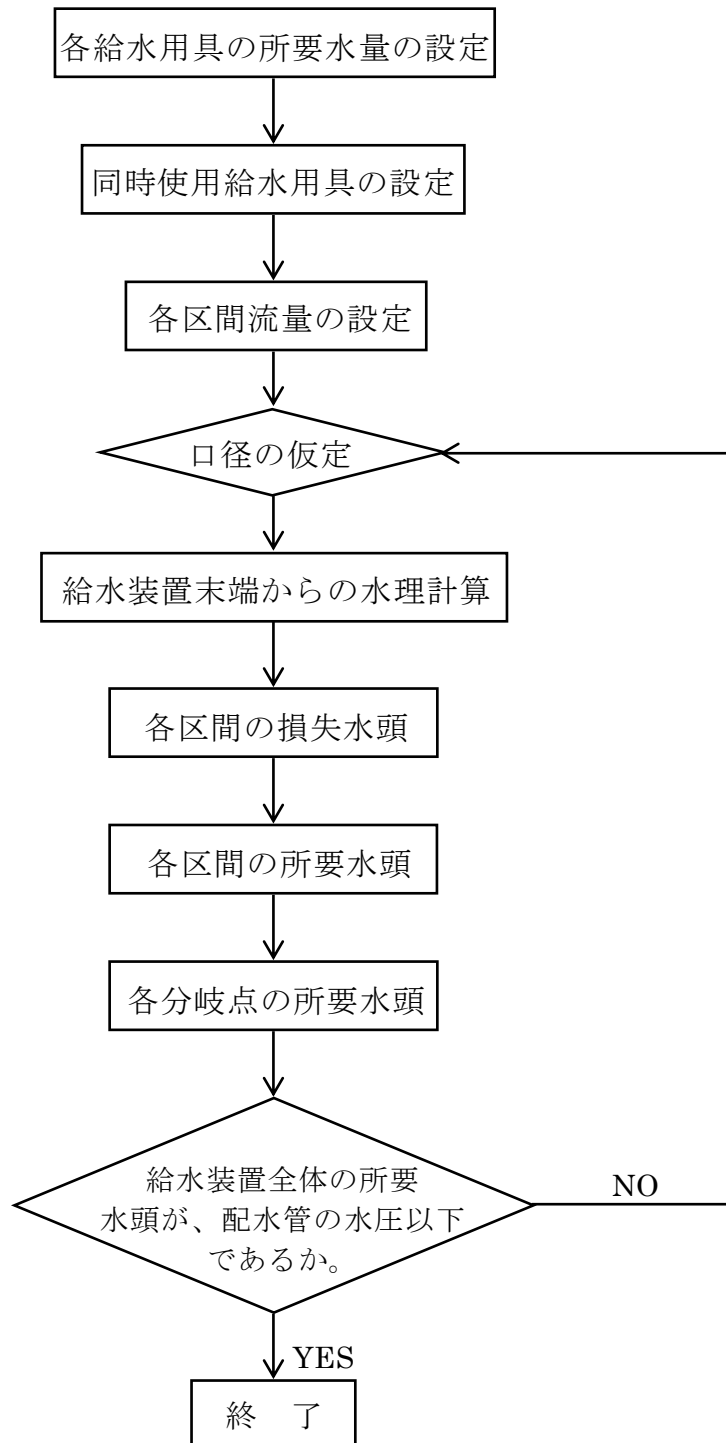 各給水用具の所要水量の設定
同時使用給水用具の設定
各区間流量の設定
口径の仮定
給水装置末端からの水理計算
各区間の損失水頭
各区間の所要水頭
各分岐点の所要水頭
給水装置全体の所要
水頭が、配水管の水圧以下
であるか。
NO
YES
終　了